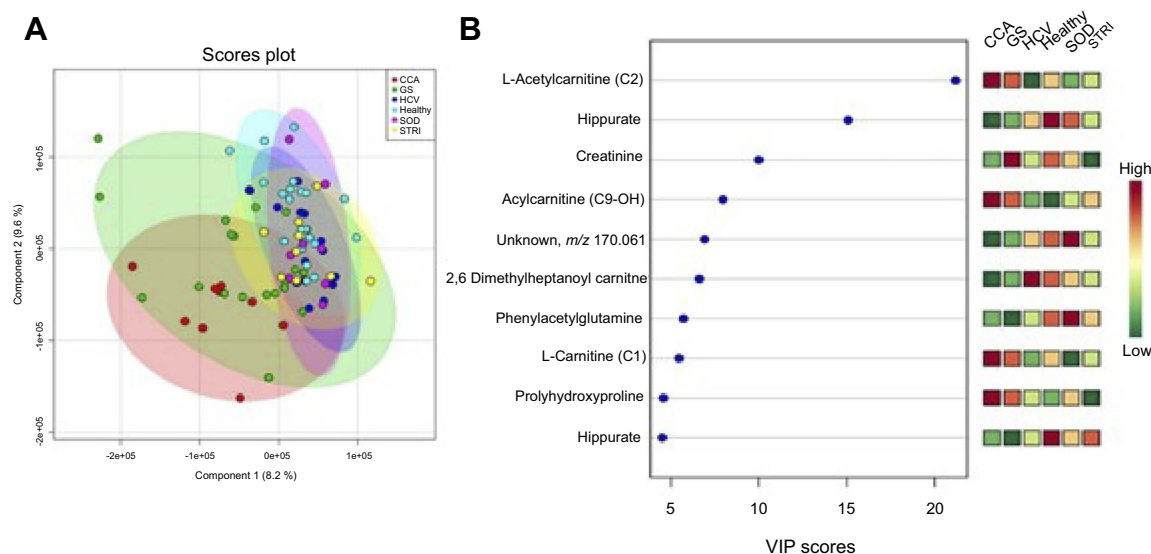 A
Scores plot
CCA
GS
HCV
Healthy
SOD
STRI
1e+05
0e+05
-1e+05
-2e+05
Component 2 (9.6 %)
-2e+05 -1e+05 0e+05 1e+05
Component 1 (8.2 %)
B
CCA GS HCV Healthy SOD STRI
L-Acetylcarnitine (C2)
Hippurate
Creatinine
Acylcarnitine (C9-OH)
Unknown, m/z 170.061
2,6 Dimethylheptanoyl carnitne
Phenylacetylglutamine
L-Carnitine (C1)
Prolyhydroxyproline
Hippurate
5 10 15 20
VIP scores
High
Low